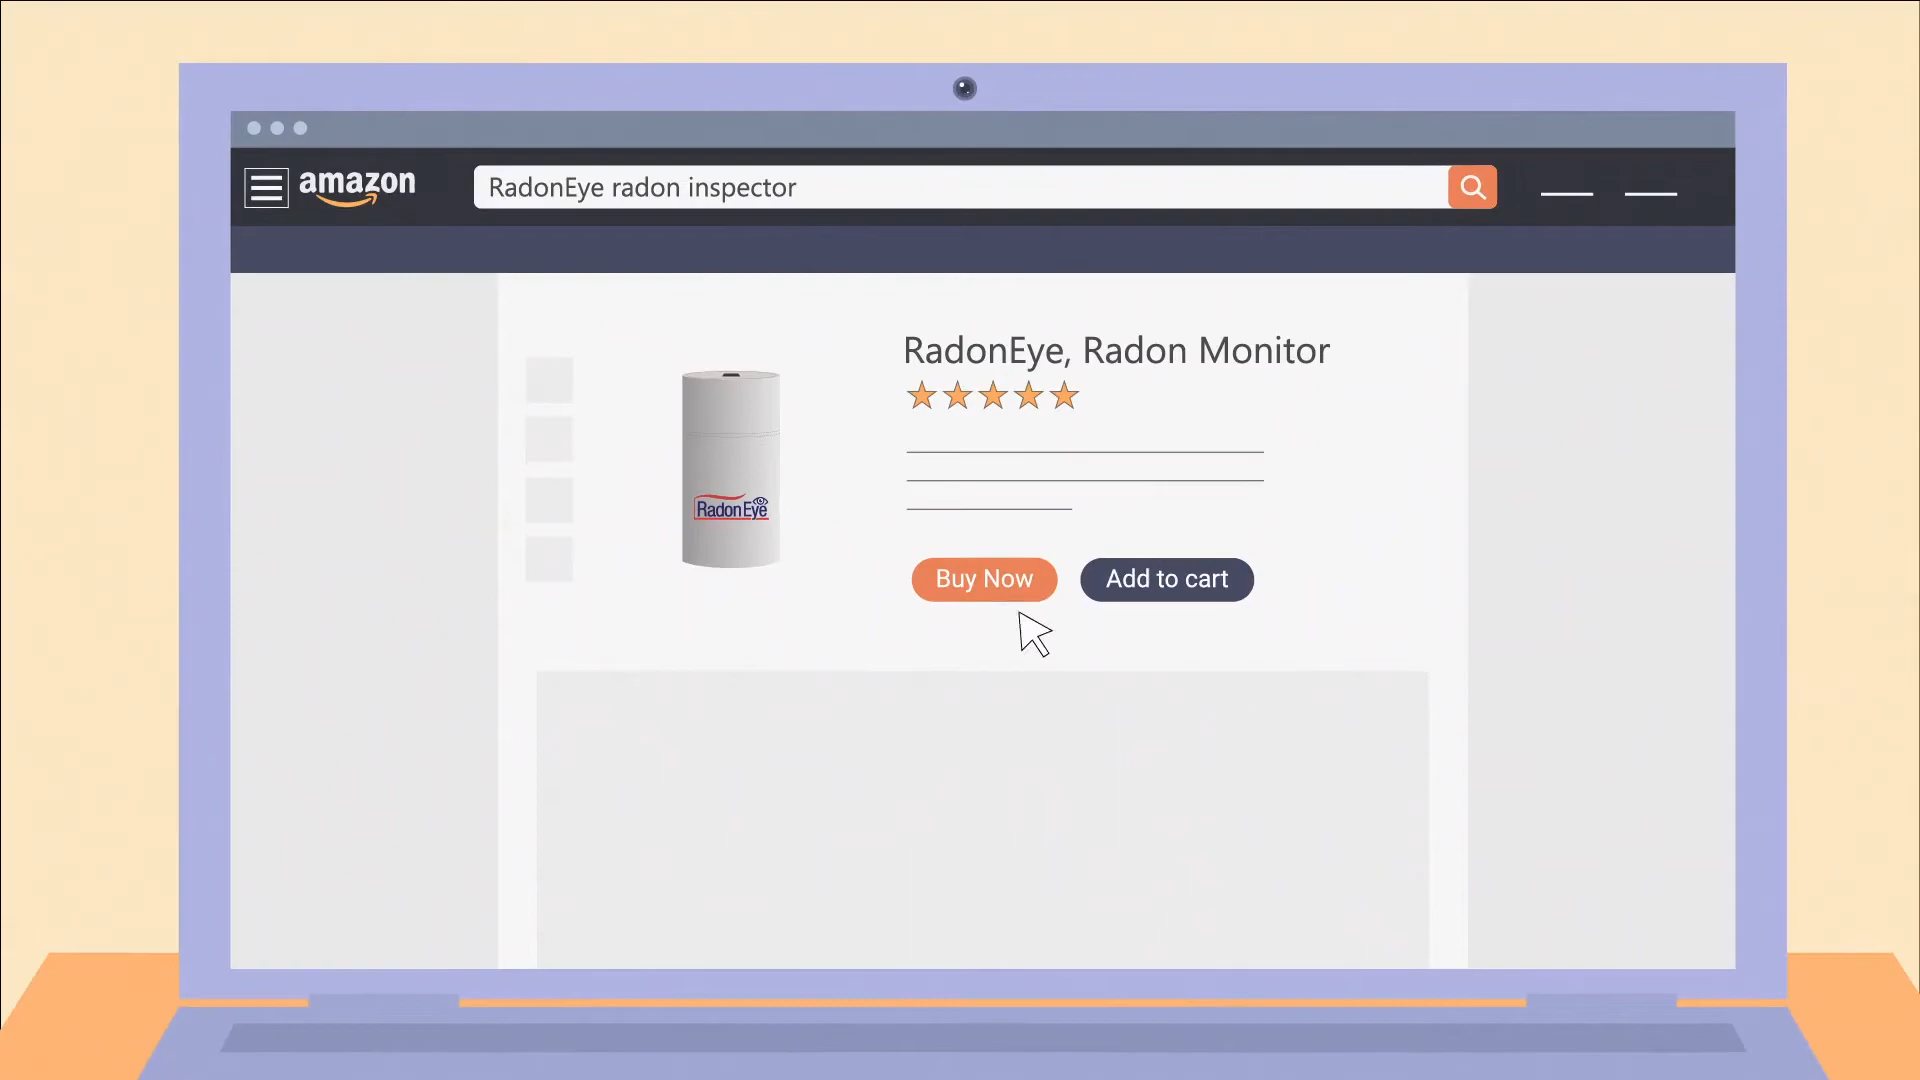 amazon
RadonEye radon inspector
RadonEye, Radon Monitor
RadonEye
Buy Now
Add to cart